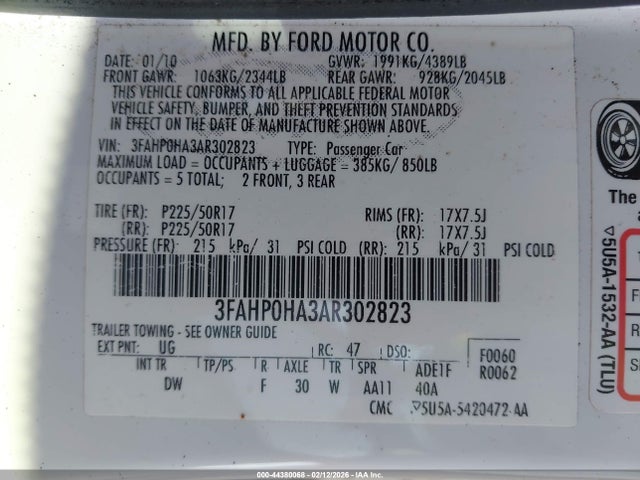 MFD. BY FORD MOTOR CO.
DATE: 01/10 GVWR: 1991KG/4389LB
FRONT GAWR: 1063KG/2344LB REAR GAWR: 928KG/2045LB
THIS VEHICLE CONFORMS TO ALL APPLICABLE FEDERAL MOTOR
VEHICLE SAFETY, BUMPER, AND THEFT PREVENTION STANDARDS
IN EFFECT ON THE DATE OF MANUFACTURE SHOWN ABOVE.
VIN: 3FAHP0HA3AR302823 TYPE: Passenger Car
MAXIMUM LOAD = OCCUPANTS + LUGGAGE = 385KG/ 850LB
OCCUPANTS = 5 TOTAL; 2 FRONT, 3 REAR
TIRE (FR): P225/50R17 RIMS (FR): 17X7.5J
(RR): P225/50R17 (RR): 17X7.5J
PRESSURE (FR): 215 kPa/ 31 PSI COLD (RR): 215 kPa/ 31 PSI COLD
3FAHP0HA3AR302823
TRAILER TOWING - SEE OWNER GUIDE
EXT PNT: UG RC: 47 DSO: F0060
R0062
INT TR TP/PS R AXLE TR SPR ADE1F
DW F 30 W AA11 40A
CMC 5U5A-5420472-AA
The
5U5A-1532-AA (TLU)
F
R
000-44380068 - 02/12/2026 - IAAI, Inc.